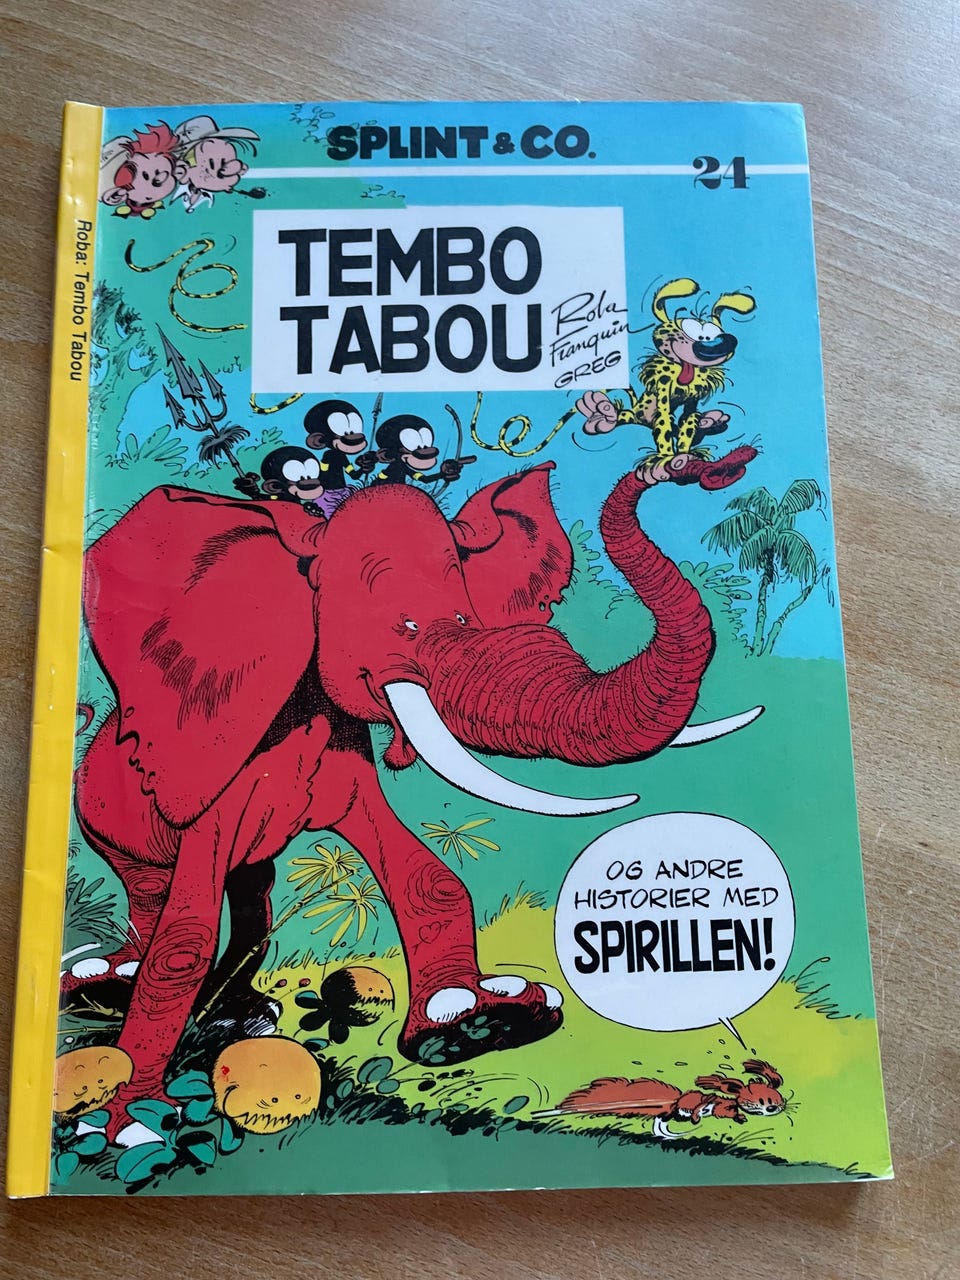 SPLINT & CO.
24
TEMBO
TABOU
Roba
Franquin
GREG
Roba: Tembo Tabou
OG ANDRE
HISTORIER MED
SPIRILLEN!